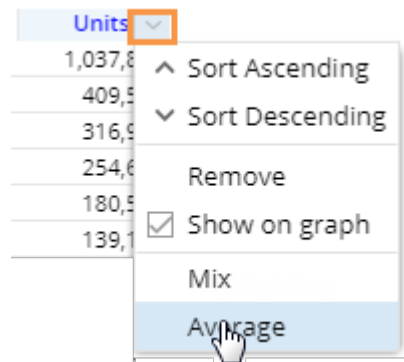 Units
1,037,8
Sort Ascending
409,5
Sort Descending
316,9
254,6
Remove
180,5
Show on graph
139,1
Mix
Average